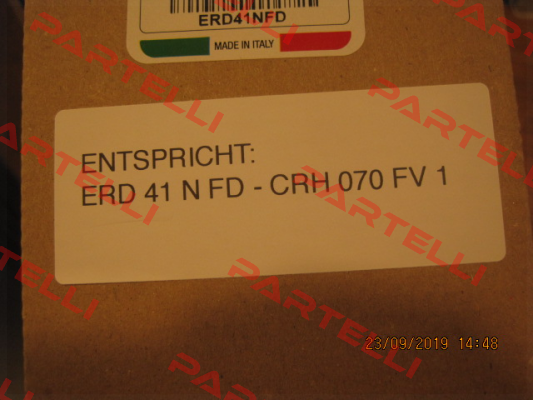 ERD41NFD
MADE IN ITALY
ENTSPRICHT:
ERD 41 N FD - CRH 070 FV 1
23/09/2019 14:48
PARTELLI
PARTELLI
PARTELLI
PARTELLI
PARTELLI